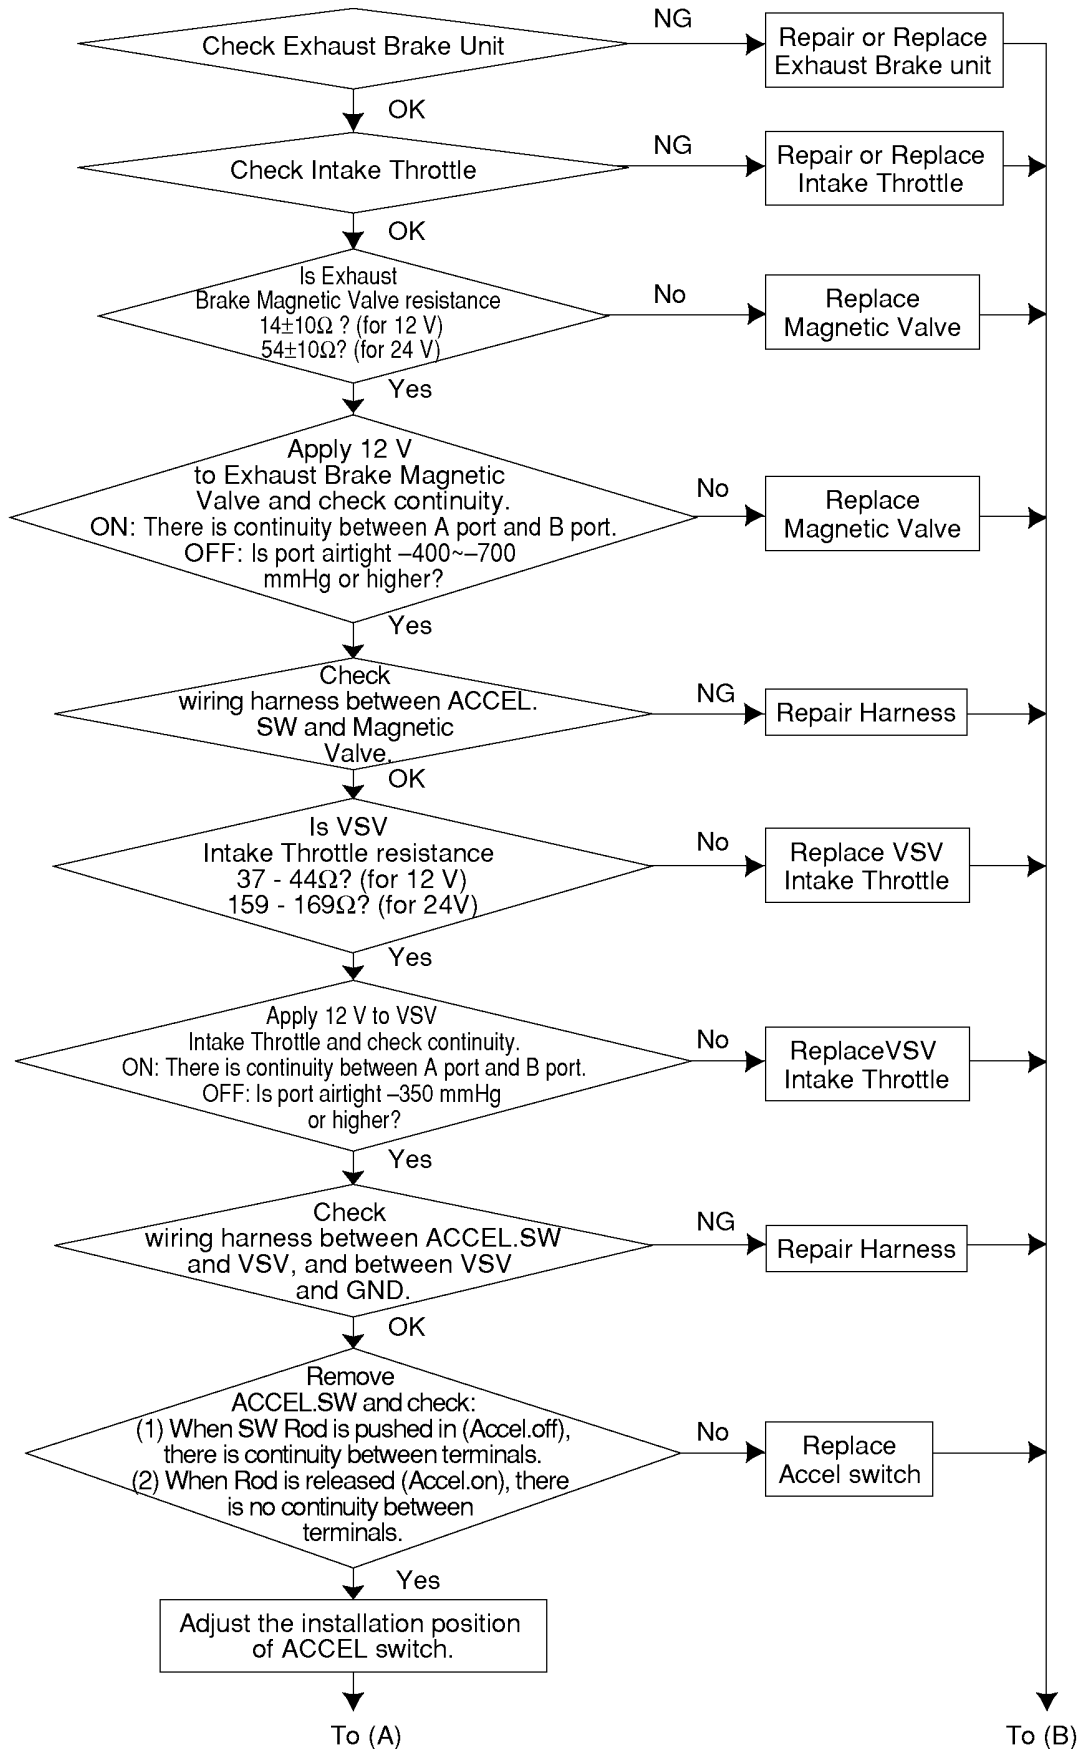 Check Exhaust Brake Unit
NG
Repair or Replace
Exhaust Brake unit
OK
Check Intake Throttle
NG
Repair or Replace
Intake Throttle
OK
Is Exhaust
Brake Magnetic Valve resistance
14±10Ω ? (for 12 V)
54±10Ω? (for 24 V)
No
Replace
Magnetic Valve
Yes
Apply 12 V
to Exhaust Brake Magnetic
Valve and check continuity.
ON: There is continuity between A port and B port.
OFF: Is port airtight –400~–700
mmHg or higher?
No
Replace
Magnetic Valve
Yes
Check
wiring harness between ACCEL.
SW and Magnetic
Valve.
NG
Repair Harness
OK
Is VSV
Intake Throttle resistance
37 - 44Ω? (for 12 V)
159 - 169Ω? (for 24V)
No
Replace VSV
Intake Throttle
Yes
Apply 12 V to VSV
Intake Throttle and check continuity.
ON: There is continuity between A port and B port.
OFF: Is port airtight –350 mmHg
or higher?
No
ReplaceVSV
Intake Throttle
Yes
Check
wiring harness between ACCEL.SW
and VSV, and between VSV
and GND.
NG
Repair Harness
OK
Remove
ACCEL.SW and check:
(1) When SW Rod is pushed in (Accel.off),
there is continuity between terminals.
(2) When Rod is released (Accel.on), there
is no continuity between
terminals.
No
Replace
Accel switch
Yes
Adjust the installation position
of ACCEL switch.
To (A)
To (B)